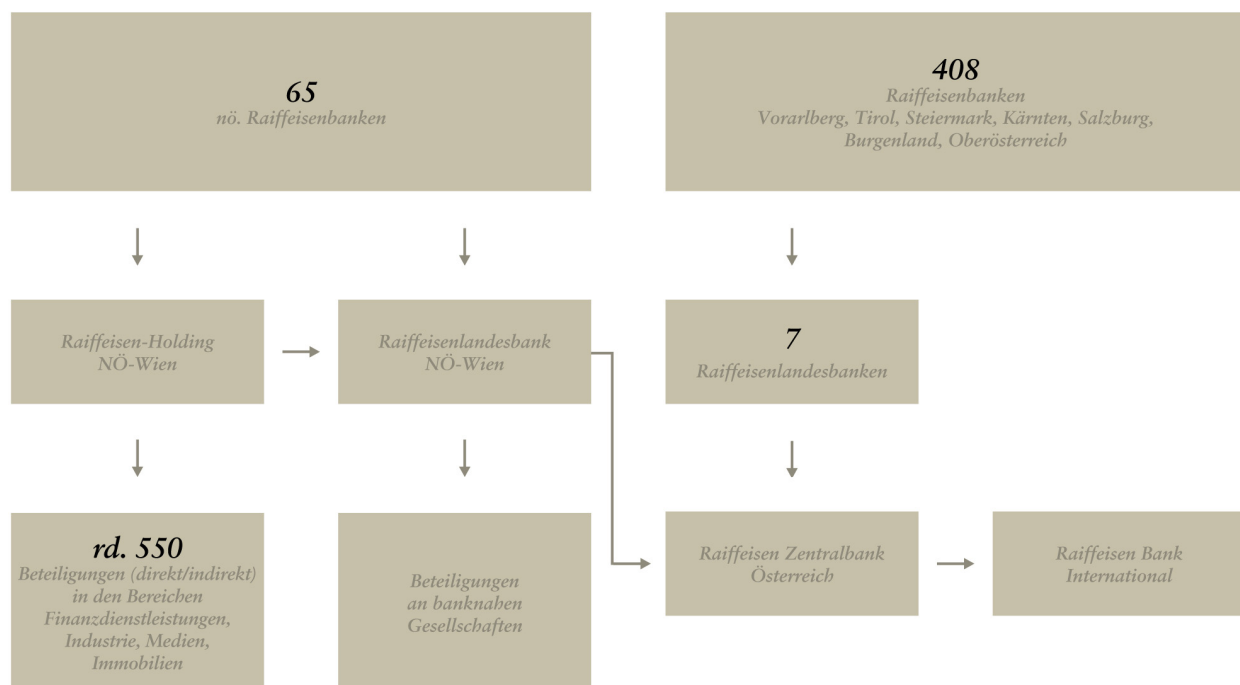 65
nö. Raiffeisenbanken
408
Raiffeisenbanken
Vorarlberg, Tirol, Steiermark, Kärnten, Salzburg,
Burgenland, Oberösterreich
Raiffeisen-Holding
NÖ-Wien
Raiffeisenlandesbank
NÖ-Wien
7
Raiffeisenlandesbanken
rd. 550
Beteiligungen (direkt/indirekt)
in den Bereichen
Finanzdienstleistungen,
Industrie, Medien,
Immobilien
Beteiligungen
an banknahen
Gesellschaften
Raiffeisen Zentralbank
Österreich
Raiffeisen Bank
International